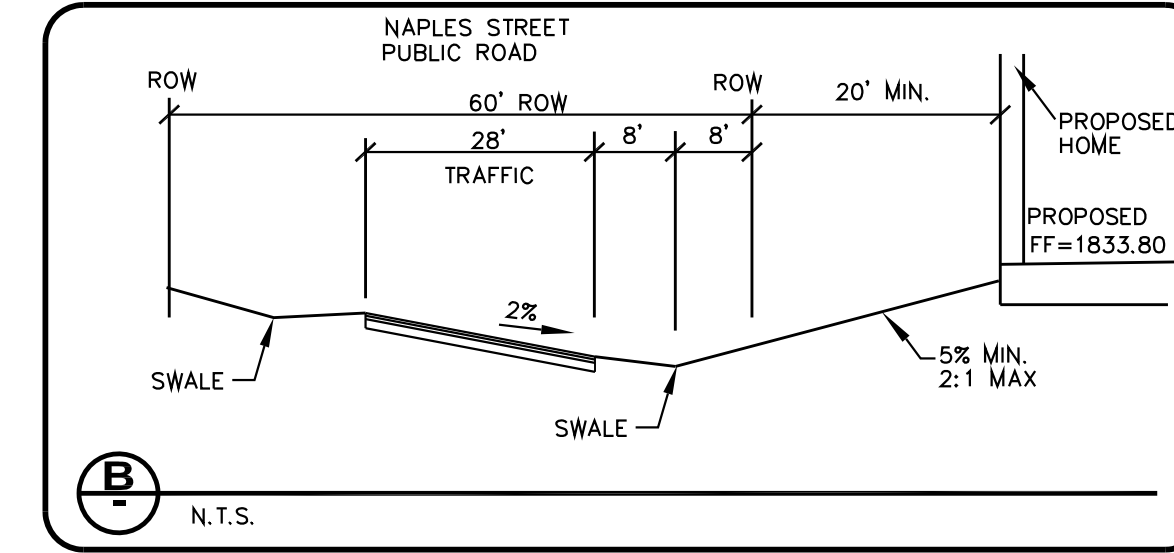 NAPLES STREET
PUBLIC ROAD
ROW
ROW
60' ROW
20' MIN.
28'
8'
8'
TRAFFIC
PROPOSED
HOME
PROPOSED
FF=1833.80
2%
SWALE
SWALE
5% MIN.
2:1 MAX
B
-
N.T.S.